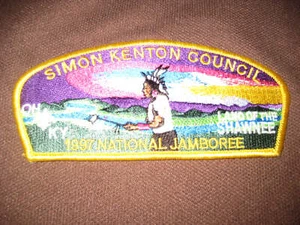 SIMON KENTON COUNCIL
OH
KY
LAND OF THE
SHAWNEE
1997 NATIONAL JAMBOREE